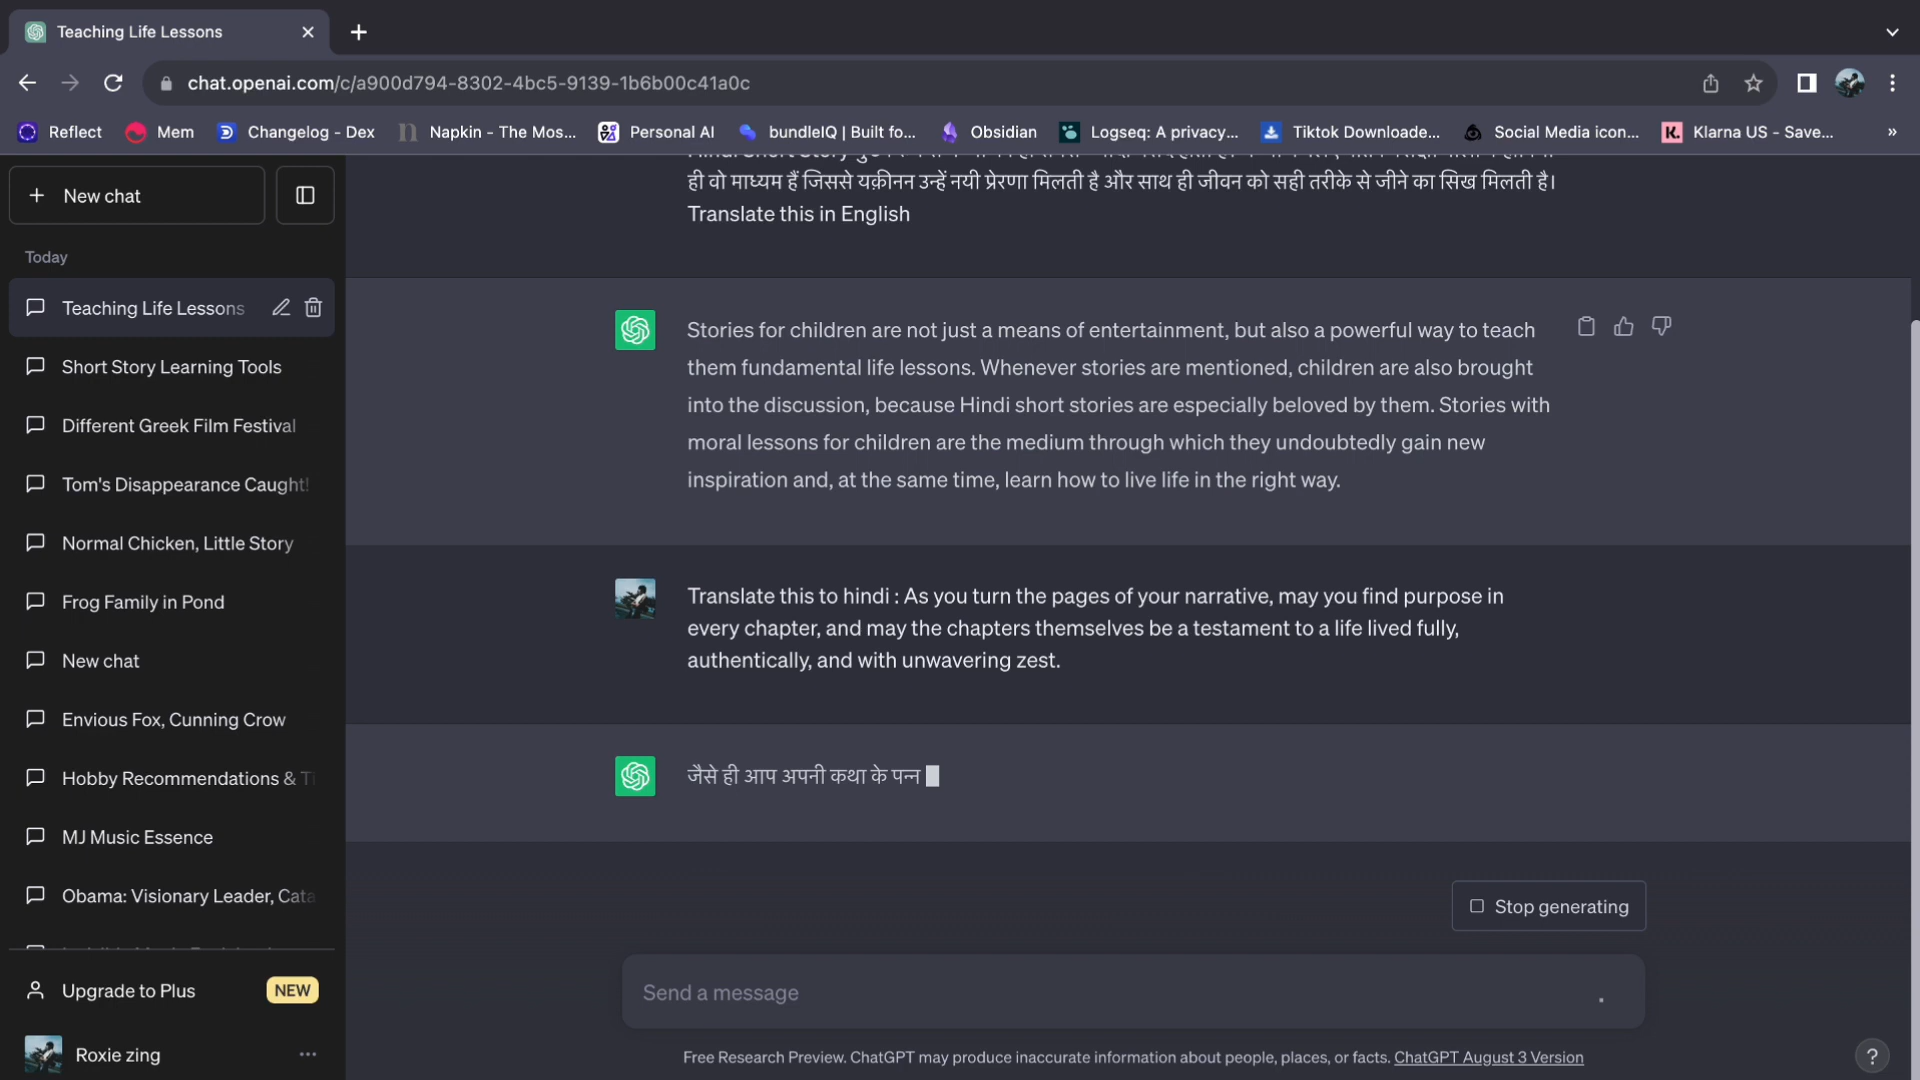 Teaching Life Lessons
chat.openai.com/c/a900d794-8302-4bc5-9139-1b6b00c41a0c
Reflect
Mem
Changelog - Dex
Napkin - The Mos...
Personal AI
bundleIQ | Built fo...
Obsidian
Logseq: A privacy...
Tiktok Downloade...
Social Media icon...
Klarna US - Save...
New chat
Today
Teaching Life Lessons
Short Story Learning Tools
Different Greek Film Festival
Tom's Disappearance Caught!
Normal Chicken, Little Story
Frog Family in Pond
New chat
Envious Fox, Cunning Crow
Hobby Recommendations & Ti
MJ Music Essence
Obama: Visionary Leader, Cata
Upgrade to Plus
NEW
Roxie zing
Hindi Short Story
ही वो माध्यम हैं जिससे यक़ीनन उन्हें नयी प्रेरणा मिलती है और साथ ही जीवन को सही तरीके से जीने का सिख मिलती है।
Translate this in English
Stories for children are not just a means of entertainment, but also a powerful way to teach
them fundamental life lessons. Whenever stories are mentioned, children are also brought
into the discussion, because Hindi short stories are especially beloved by them. Stories with
moral lessons for children are the medium through which they undoubtedly gain new
inspiration and, at the same time, learn how to live life in the right way.
Translate this to hindi : As you turn the pages of your narrative, may you find purpose in
every chapter, and may the chapters themselves be a testament to a life lived fully,
authentically, and with unwavering zest.
जैसे ही आप अपनी कथा के पन्न
Stop generating
Send a message
Free Research Preview. ChatGPT may produce inaccurate information about people, places, or facts. ChatGPT August 3 Version
?